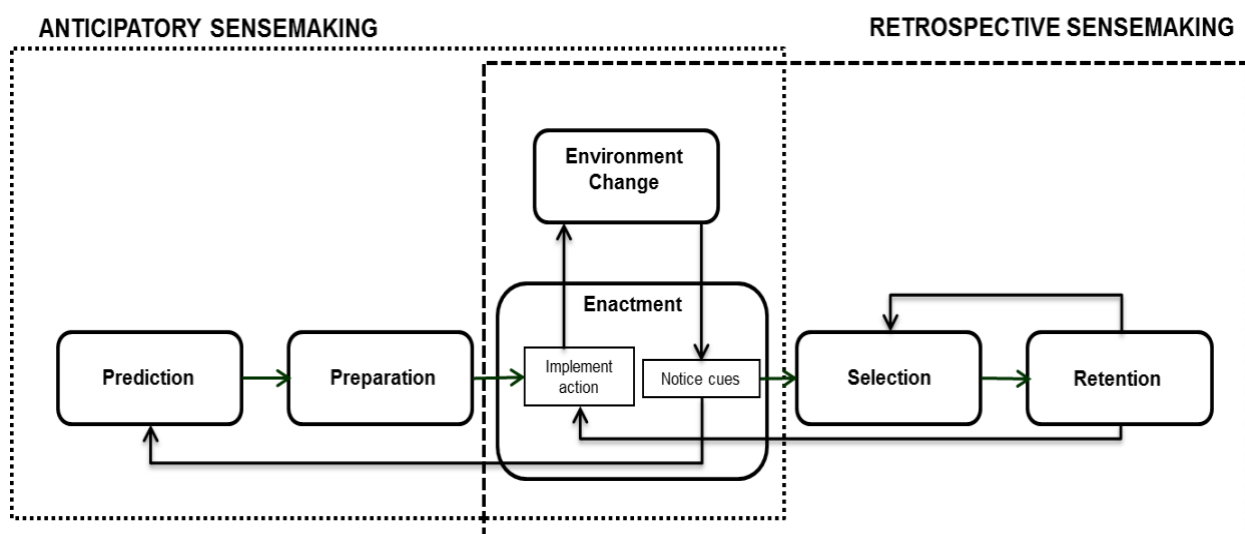 ANTICIPATORY SENSEMAKING
RETROSPECTIVE SENSEMAKING
Environment
Change
Enactment
Prediction
Preparation
Implement
action
Notice cues
Selection
Retention